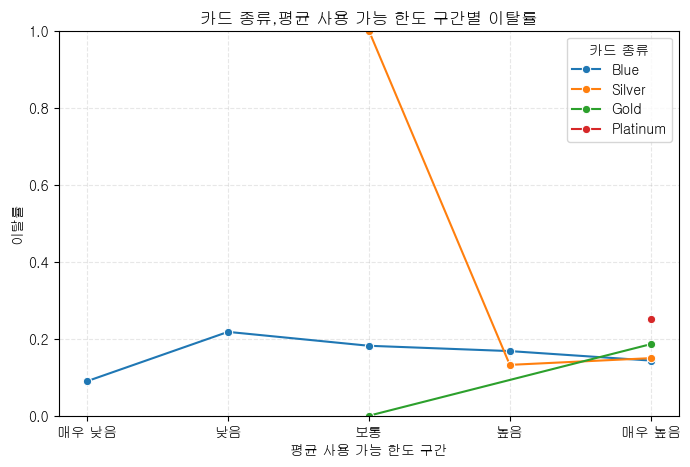 카드 종류,평균 사용 가능 한도 구간별 이탈률
카드 종류
Blue
Silver
Gold
Platinum
이탈률
1.0
0.8
0.6
0.4
0.2
0.0
매우 낮음 낮음 보통 높음 매우 높음
평균 사용 가능 한도 구간